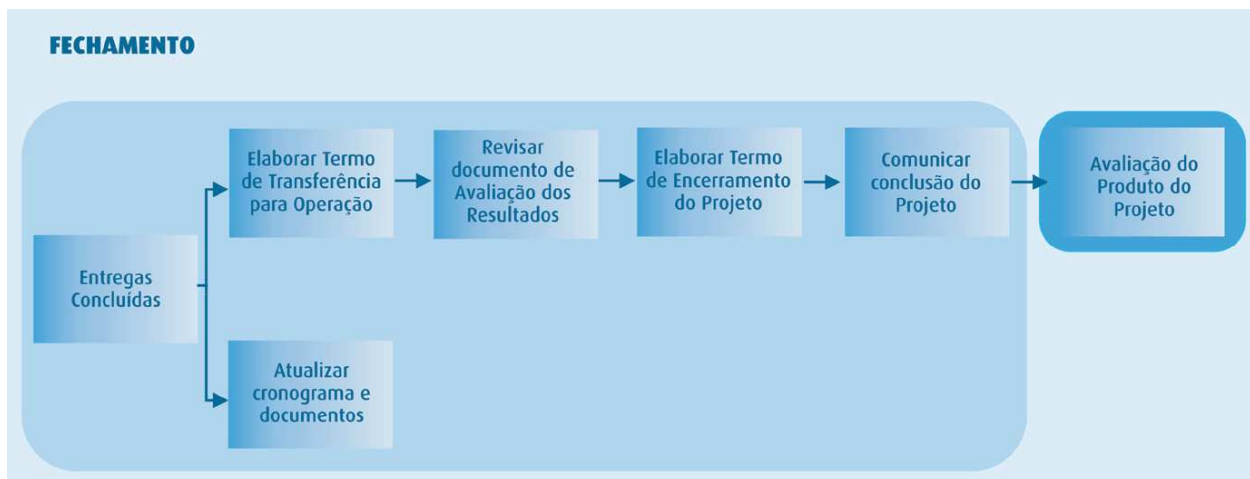 FECHAMENTO
Entregas
Concluídas
Elaborar Termo
de Transferência
para Operação
Revisar
documento de
Avaliação dos
Resultados
Elaborar Termo
de Encerramento
do Projeto
Comunicar
conclusão do
Projeto
Avaliação do
Produto do
Projeto
Atualizar
cronograma e
documentos